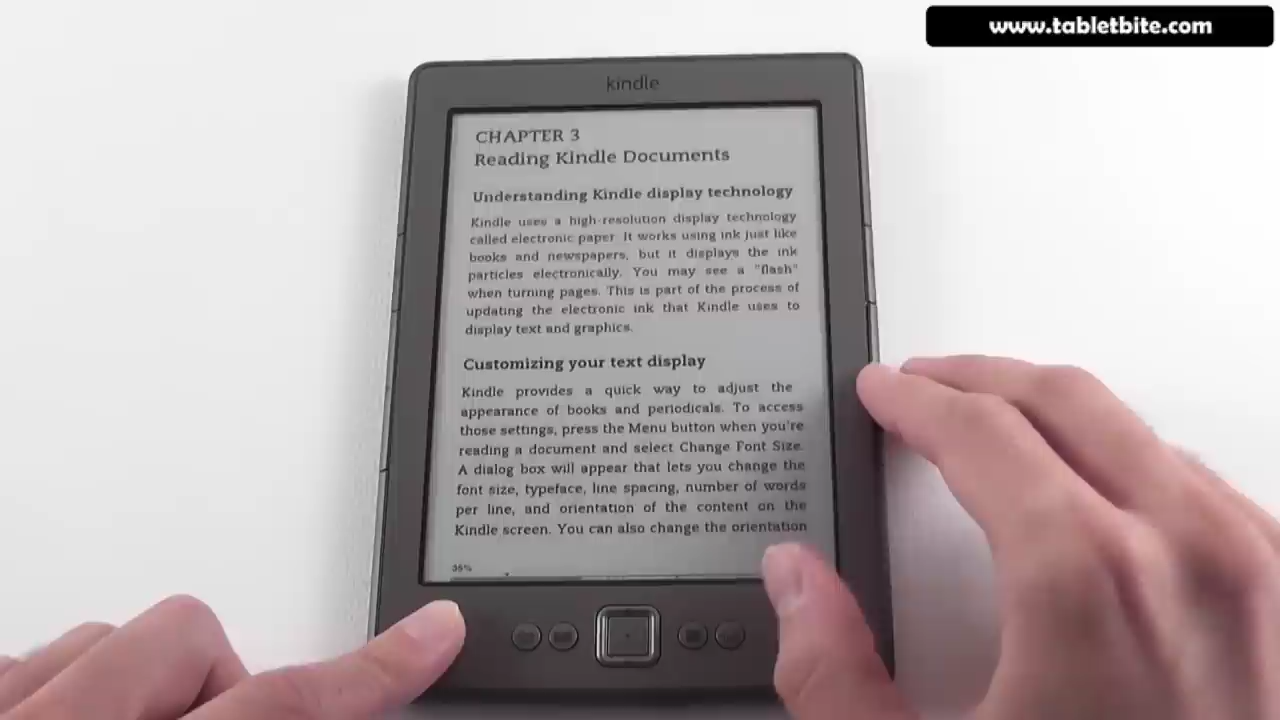 www.tabletbite.com
kindle
CHAPTER 3
Reading Kindle Documents
Understanding Kindle display technology
Kindle uses a high-resolution display technology
called electronic paper. It works using ink just like
books and newspapers, but it displays the ink
particles electronically. You may see a "flash"
when turning pages. This is part of the process of
updating the electronic ink that Kindle uses to
display text and graphics.
Customizing your text display
Kindle provides a quick way to adjust the
appearance of books and periodicals. To access
those settings, press the Menu button when you're
reading a document and select Change Font Size.
A dialog box will appear that lets you change the
font size, typeface, line spacing, number of words
per line, and orientation of the content on the
Kindle screen. You can also change the orientation